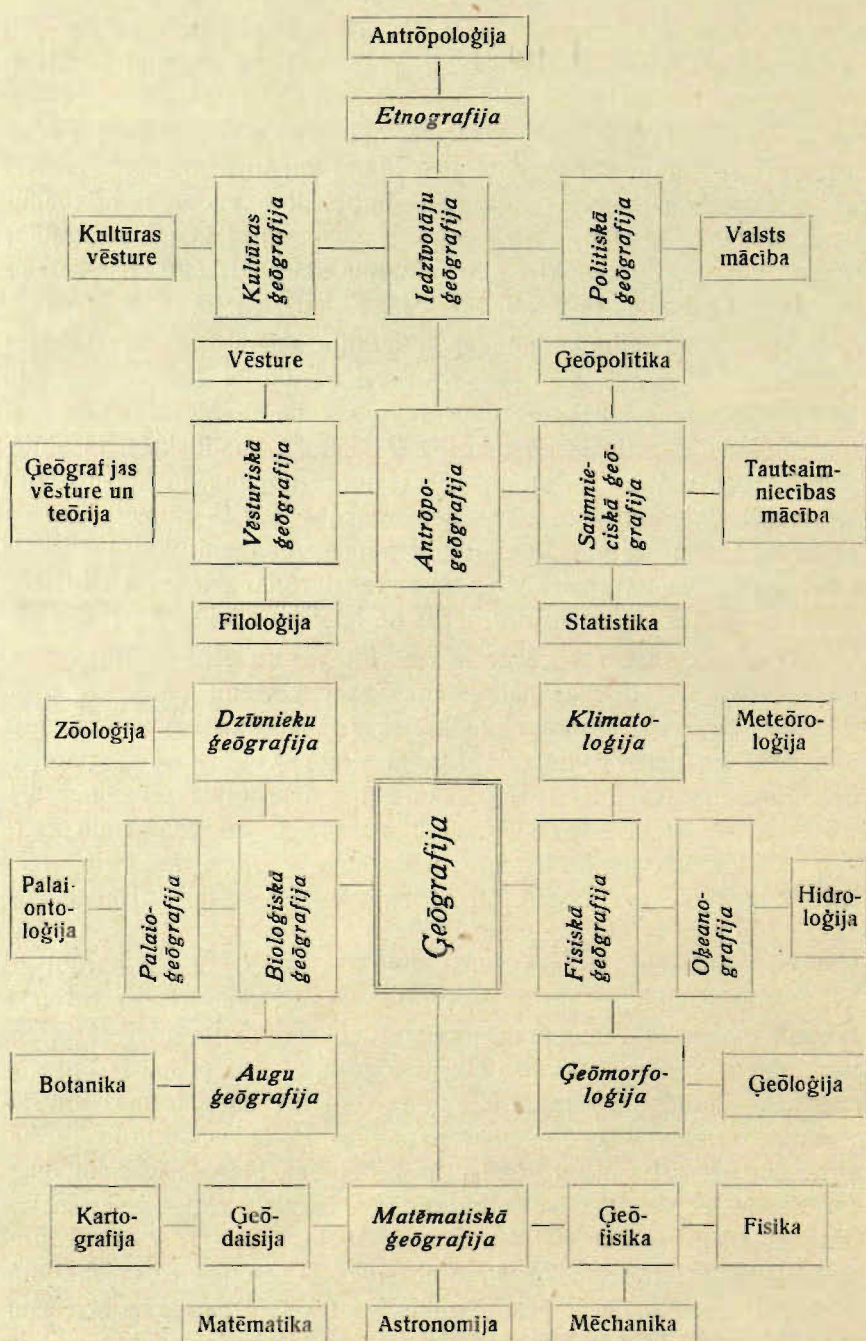 Antrōpoloģija
Etnografija
Kultūras
vēsture
Kultūras
ģeōgrafija
Iedzīvotāju
ģeōgrafija
Politiskā
ģeōgrafija
Valsts
mācība
Vēsture
Ģeōpolītika
Ģeōgraf jas
vēsture un
teōrija
Vēsturiskā
ģeōgrafija
Antrōpo-
ģeōgrafija
Saimnie-
ciskā ģeō-
grafija
Tautsaim-
niecības
mācība
Filoloģija
Statistika
Zōoloģija
Dzīvnieku
ģeōgrafija
Klimato-
loģija
Meteōro-
loģija
Palai-
onto-
loģija
Palaio-
ģeōgrafija
Bioloģiskā
ģeōgrafija
Ģeōgrafija
Fisiskā
ģeōgrafija
Oķeano-
grafija
Hidro-
loģija
Botanika
Augu
ģeōgrafija
Ģeōmorfo-
loģija
Ģeōloģija
Karto-
grafija
Ģeō-
daisija
Matēmatiskā
ģeōgrafija
Ģeō-
fisika
Fisika
Matēmatika
Astronomija
Mēchanika